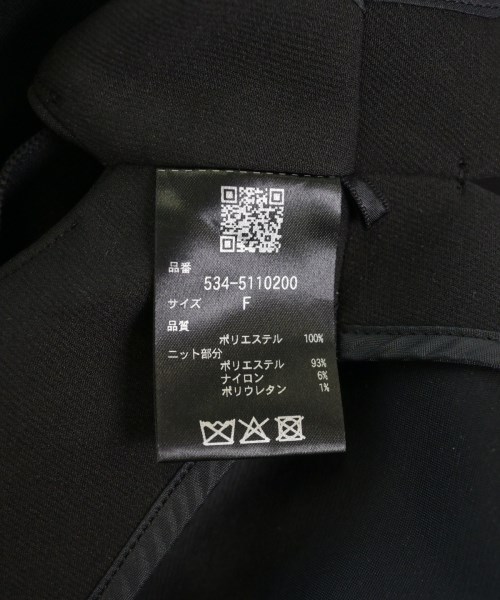 品番
534-5110200
サイズ F
品質
ポリエステル 100%
ニット部分
ポリエステル 93%
ナイロン 6%
ポリウレタン 1%